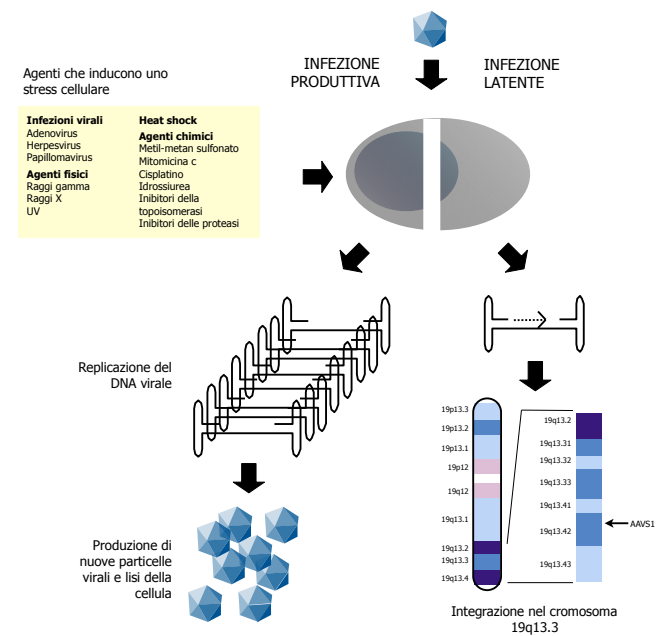 INFEZIONE
PRODUTTIVA
INFEZIONE
LATENTE
Agenti che inducono uno
stress cellulare
Infezioni virali
Adenovirus
Herpesvirus
Papillomavirus
Agenti fisici
Raggi gamma
Raggi X
UV
Heat shock
Agenti chimici
Metil-metan sulfonato
Mitomicina c
Cisplatino
Idrossiurea
Inibitori della
topoisomerasi
Inibitori delle proteasi
Replicazione del
DNA virale
Produzione di
nuove particelle
virali e lisi della
cellula
19p13.3
19p13.2
19p13.1
19p12
19q12
19q13.1
19q13.2
19q13.3
19q13.4
19q13.2
19q13.31
19q13.32
19q13.33
19q13.41
19q13.42
19q13.43
AAVS1
Integrazione nel cromosoma
19q13.3